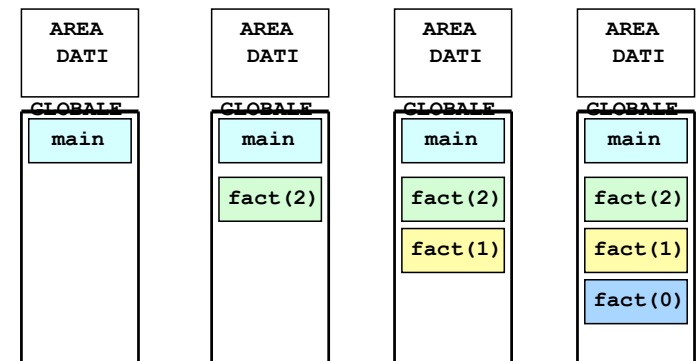 AREA
DATI
GLOBALE
main
AREA
DATI
GLOBALE
main
fact(2)
AREA
DATI
GLOBALE
main
fact(2)
fact(1)
AREA
DATI
GLOBALE
main
fact(2)
fact(1)
fact(0)